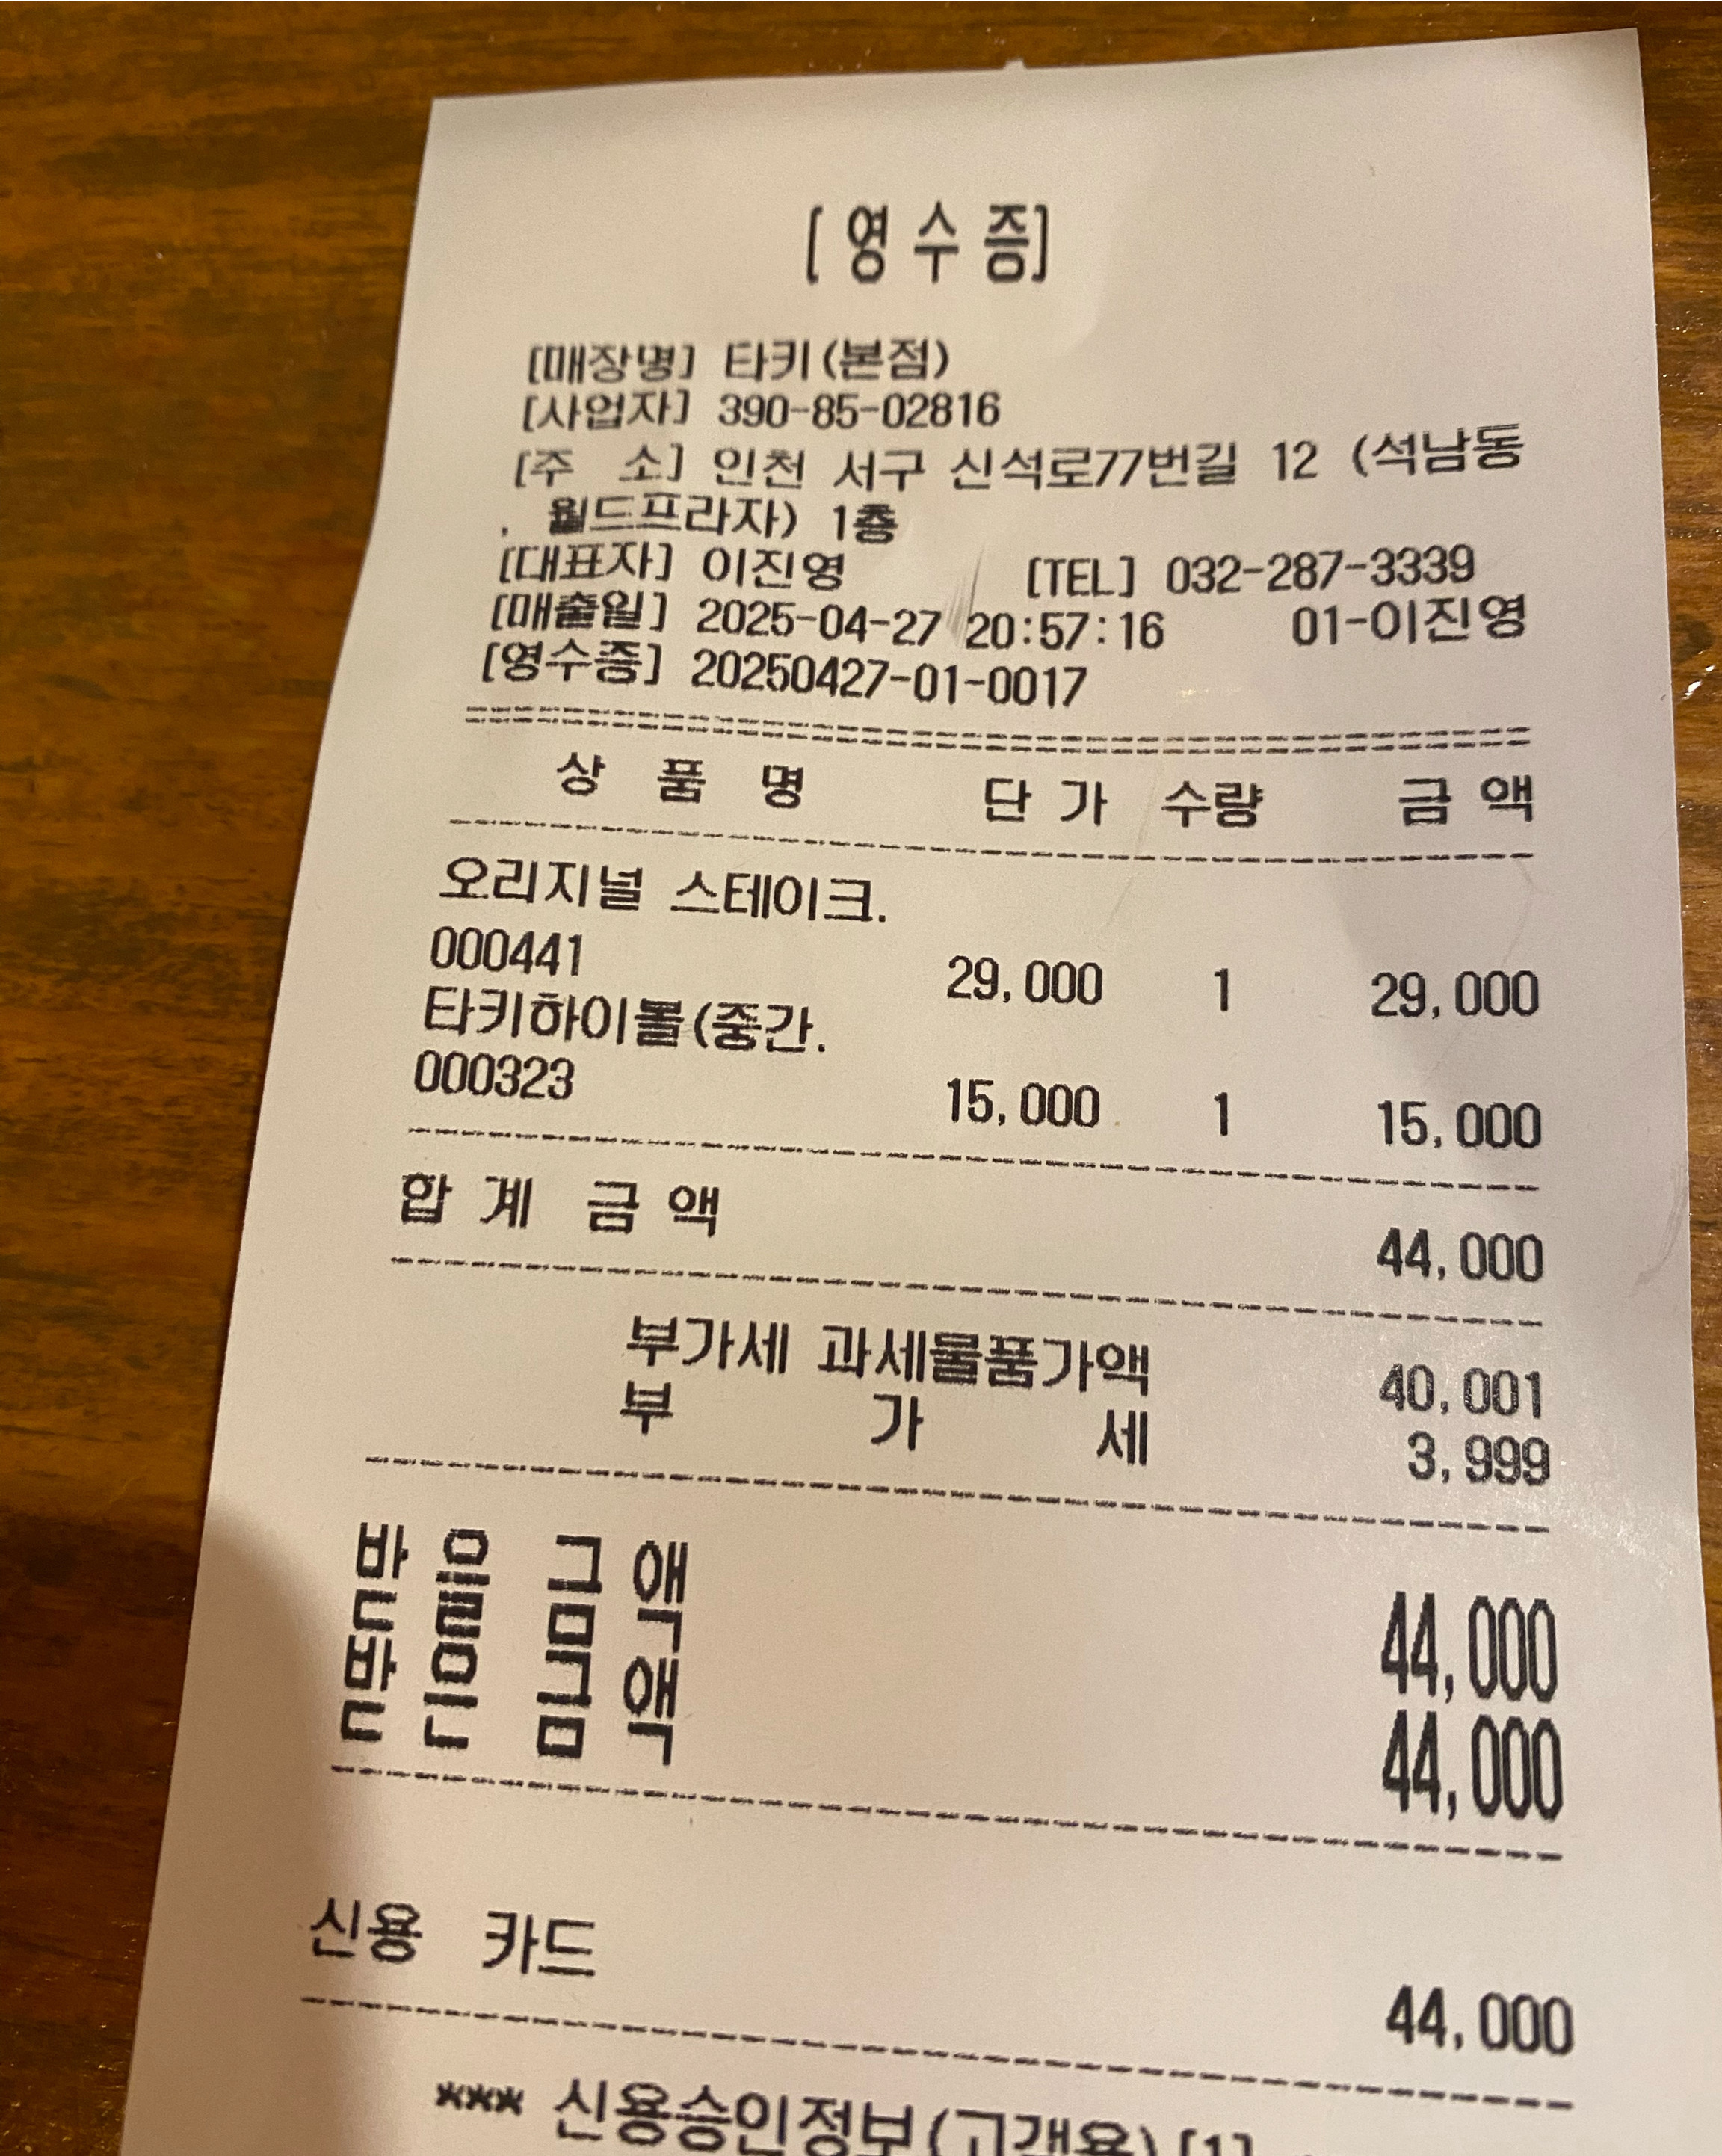 [ 영 수 증]
[매장명] 타키(본점)
[사업자] 390-85-02816
[주 소] 인천 서구 신석로77번길 12 (석남동
, 월드프라자) 1층
[대표자] 이진영 [TEL] 032-287-3339
[매출일] 2025-04-27 20:57:16 01-이진영
[영수증] 20250427-01-0017
상 품 명 단 가 수량 금 액
오리지널 스테이크.
000441 29,000 1 29,000
타키하이볼(중간.
000323 15,000 1 15,000
합 계 금 액 44,000
부가세 과세물품가액 40,001
부 가 세 3,999
받 을 금 액 44,000
받 은 금 액 44,000
신용 카드 44,000
*** 신용승인정보(고객용) [1]